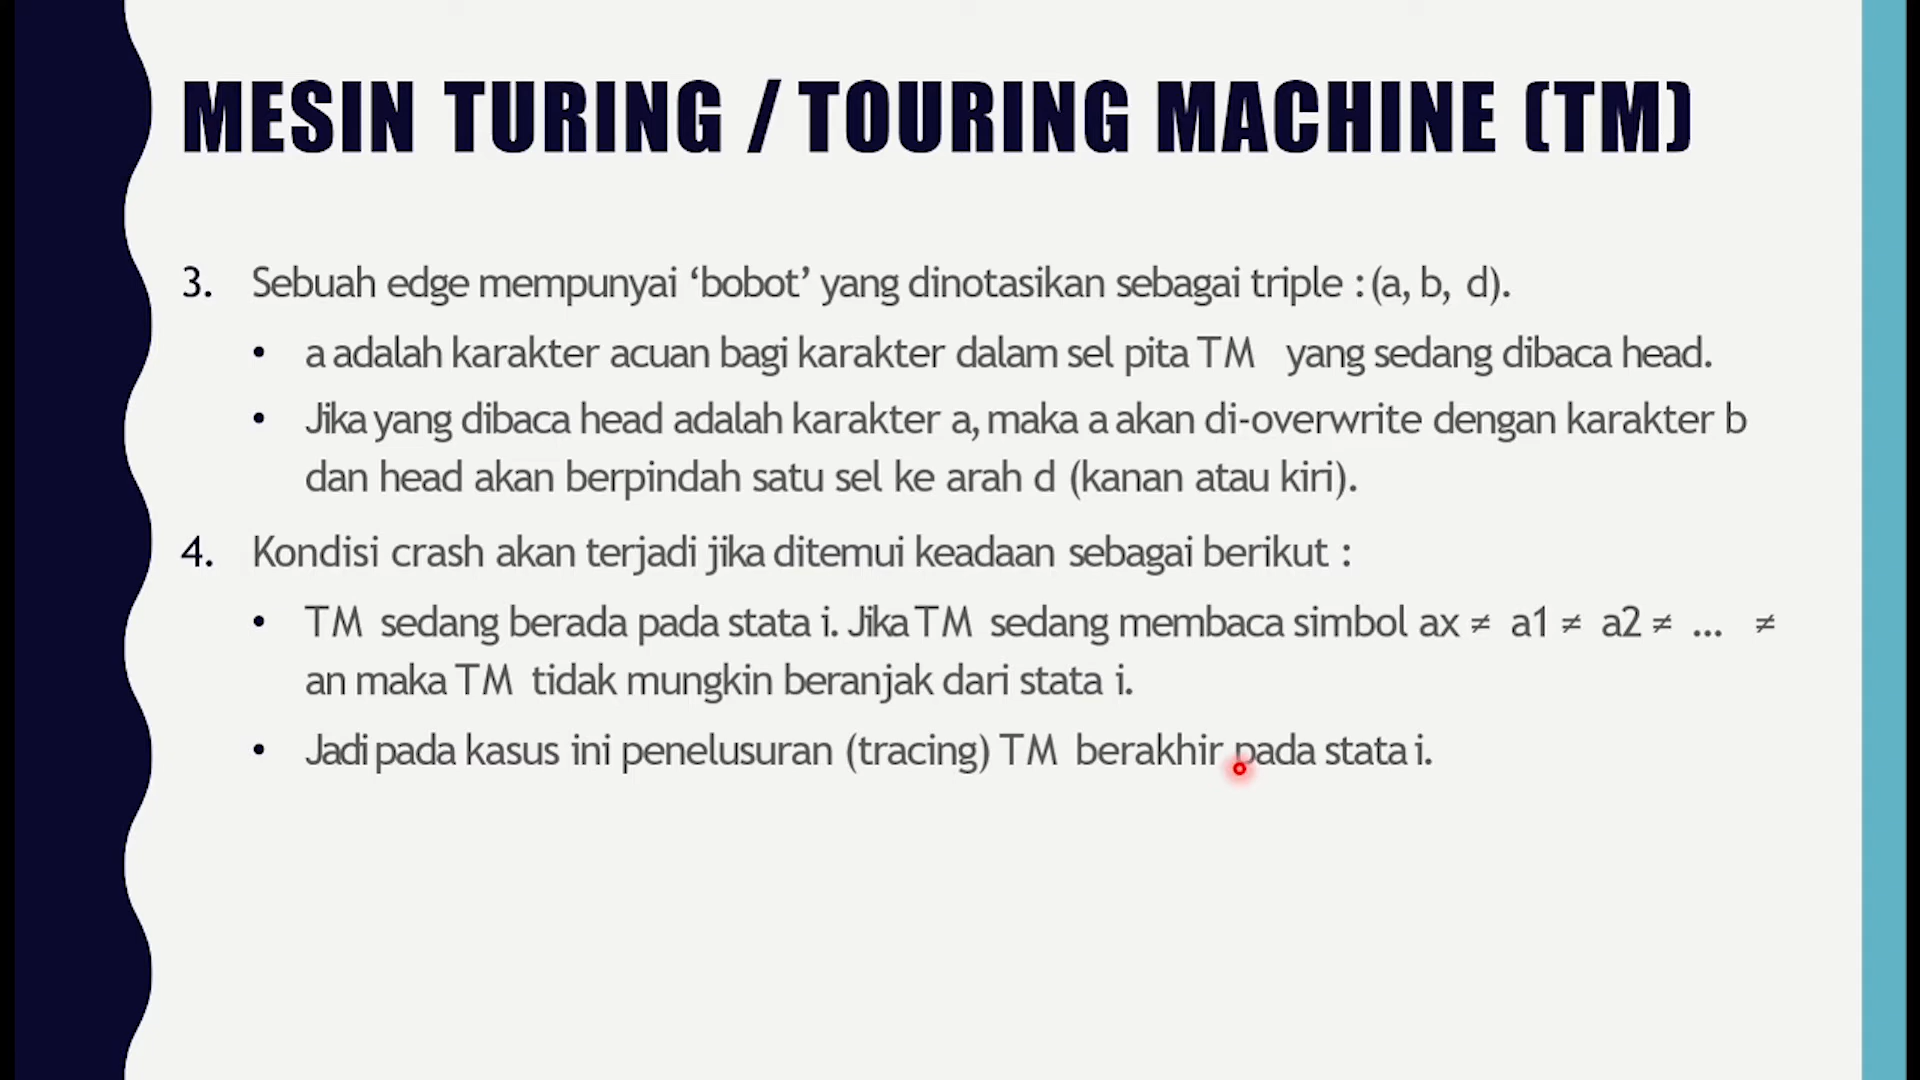 MESIN TURING / TOURING MACHINE (TM)
3. Sebuah edge mempunyai ‘bobot’ yang dinotasikan sebagai triple : (a, b, d).
• a adalah karakter acuan bagi karakter dalam sel pita TM yang sedang dibaca head.
• Jika yang dibaca head adalah karakter a, maka a akan di-overwrite dengan karakter b
dan head akan berpindah satu sel ke arah d (kanan atau kiri).
4. Kondisi crash akan terjadi jika ditemui keadaan sebagai berikut :
• TM sedang berada pada stata i. Jika TM sedang membaca simbol ax ≠ a1 ≠ a2 ≠ ... ≠
an maka TM tidak mungkin beranjak dari stata i.
• Jadi pada kasus ini penelusuran (tracing) TM berakhir pada stata i.